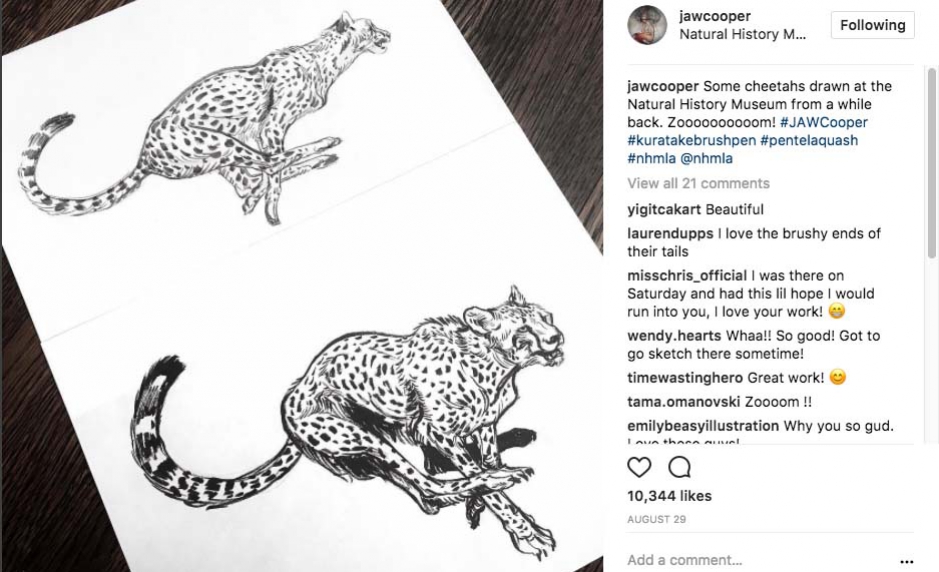 jawcooper
Natural History M...
Following
jawcooper Some cheetahs drawn at the
Natural History Museum from a while
back. Zoooooooooom! #JAWCooper
#kuratakebrushpen #pentelaquash
#nhmla @nhmla
View all 21 comments
yigitcakart Beautiful
laurendupps I love the brushy ends of
their tails
misschris_official I was there on
Saturday and had this lil hope I would
run into you, I love your work! 😁
wendy.hearts Whaa!! So good! Got to
go sketch there sometime!
timewastinghero Great work! 😊
tama.omanovski Zoooom !!
emilybeasyillustration Why you so gud.
I love these guys!
10,344 likes
AUGUST 29
Add a comment...